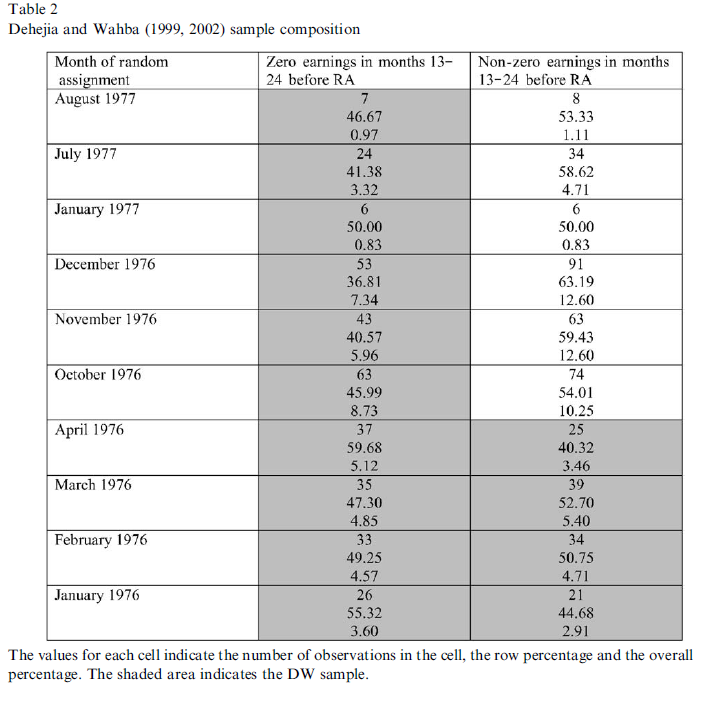 Table 2
Dehejia and Wahba (1999, 2002) sample composition
Month of random assignment Zero earnings in months 13–24 before RA Non-zero earnings in months 13–24 before RA
August 1977 7 8
46.67 53.33
0.97 1.11
July 1977 24 34
41.38 58.62
3.32 4.71
January 1977 6 6
50.00 50.00
0.83 0.83
December 1976 53 91
36.81 63.19
7.34 12.60
November 1976 43 63
40.57 59.43
5.96 12.60
October 1976 63 74
45.99 54.01
8.73 10.25
April 1976 37 25
59.68 40.32
5.12 3.46
March 1976 35 39
47.30 52.70
4.85 5.40
February 1976 33 34
49.25 50.75
4.57 4.71
January 1976 26 21
55.32 44.68
3.60 2.91
The values for each cell indicate the number of observations in the cell, the row percentage and the overall
percentage. The shaded area indicates the DW sample.